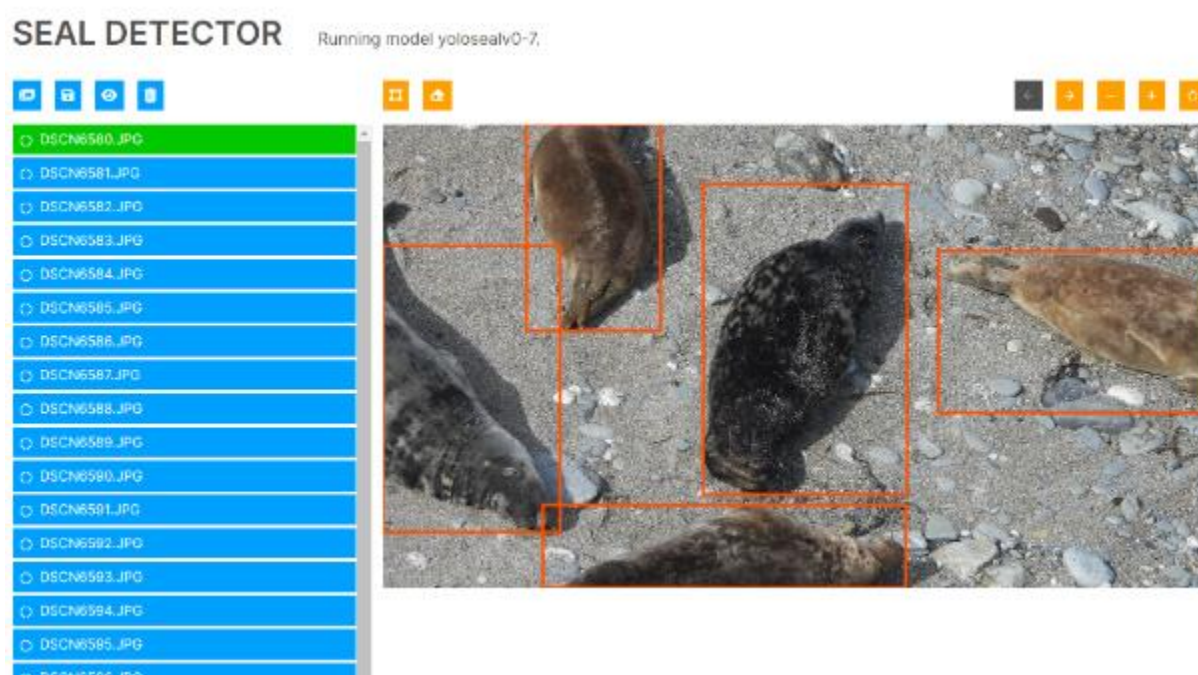 SEAL DETECTOR
Running model yolosealv0-7.
DSCN6580.JPG
DSCN6581.JPG
DSCN6582.JPG
DSCN6583.JPG
DSCN6584.JPG
DSCN6585.JPG
DSCN6586.JPG
DSCN6587.JPG
DSCN6588.JPG
DSCN6589.JPG
DSCN6590.JPG
DSCN6591.JPG
DSCN6592.JPG
DSCN6593.JPG
DSCN6594.JPG
DSCN6595.JPG